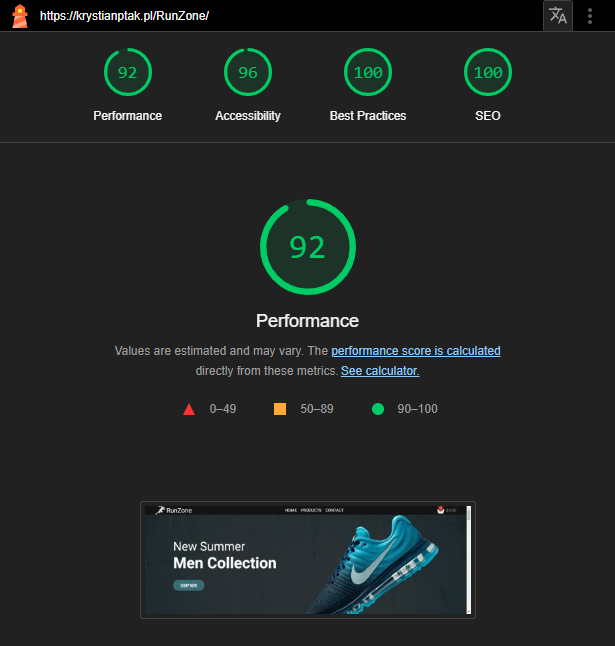 https://krystianptak.pl/RunZone/
92 96 100 100
Performance Accessibility Best Practices SEO
92
Performance
Values are estimated and may vary. The performance score is calculated
directly from these metrics. See calculator.
0–49 50–89 90–100
RunZone HOME PRODUCTS CONTACT
New Summer
Men Collection
SHOP NOW